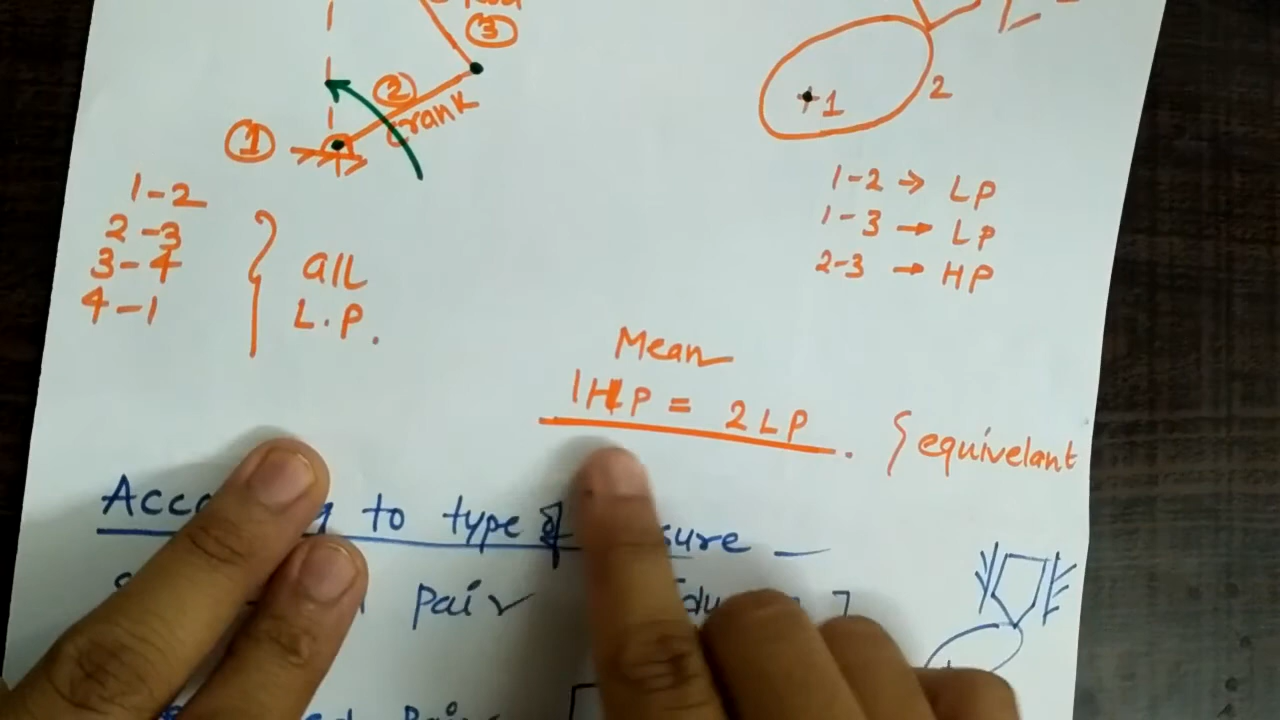 ③
②
crank
①
1-2
2-3
3-4
4-1
all
L.P.
+1
2
1-2 → LP
1-3 → LP
2-3 → HP
Mean
1HP = 2LP. { equivelant
to type of
pair